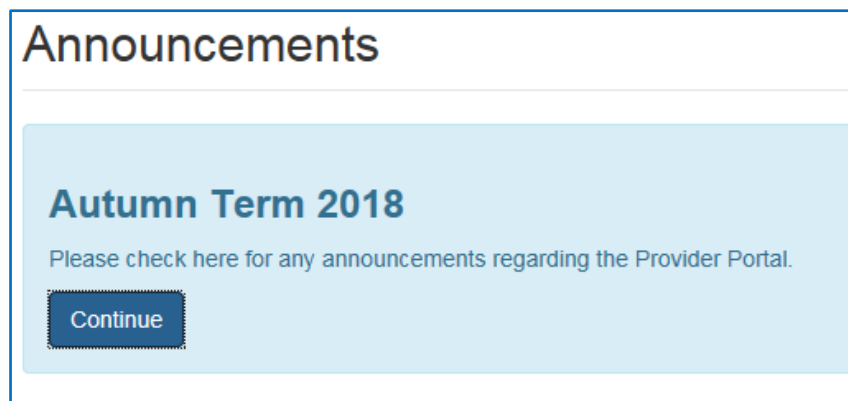 Announcements
Autumn Term 2018
Please check here for any announcements regarding the Provider Portal.
Continue